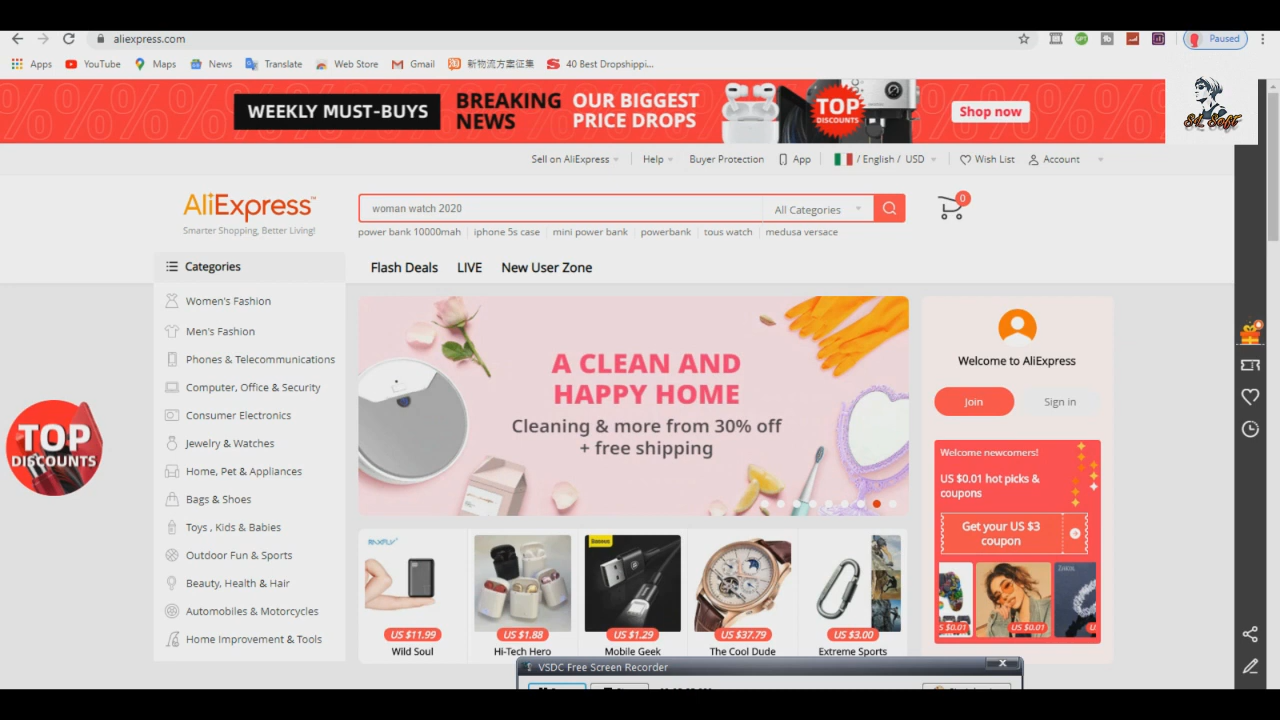 aliexpress.com
Paused
Apps YouTube Maps News Translate Web Store Gmail 新物流方案征集 40 Best Dropshippi...
WEEKLY MUST-BUYS
BREAKING NEWS
OUR BIGGEST PRICE DROPS
TOP DISCOUNTS
Shop now
Sell on AliExpress Help Buyer Protection App / English / USD Wish List Account
AliExpress™
Smarter Shopping, Better Living!
woman watch 2020 All Categories
0
power bank 10000mah iphone 5s case mini power bank powerbank tous watch medusa versace
Categories
Flash Deals LIVE New User Zone
Women's Fashion
Men's Fashion
Phones & Telecommunications
Computer, Office & Security
Consumer Electronics
Jewelry & Watches
Home, Pet & Appliances
Bags & Shoes
Toys , Kids & Babies
Outdoor Fun & Sports
Beauty, Health & Hair
Automobiles & Motorcycles
Home Improvement & Tools
TOP
DISCOUNTS
A CLEAN AND
HAPPY HOME
Cleaning & more from 30% off
+ free shipping
Welcome to AliExpress
Join Sign in
Welcome newcomers!
US $0.01 hot picks &
coupons
Get your US $3
coupon
S $0.01 US $0.01
Baseus
US $11.99 US $1.88 US $1.29 US $37.79 US $3.00
Wild Soul Hi-Tech Hero Mobile Geek The Cool Dude Extreme Sports
VSDC Free Screen Recorder